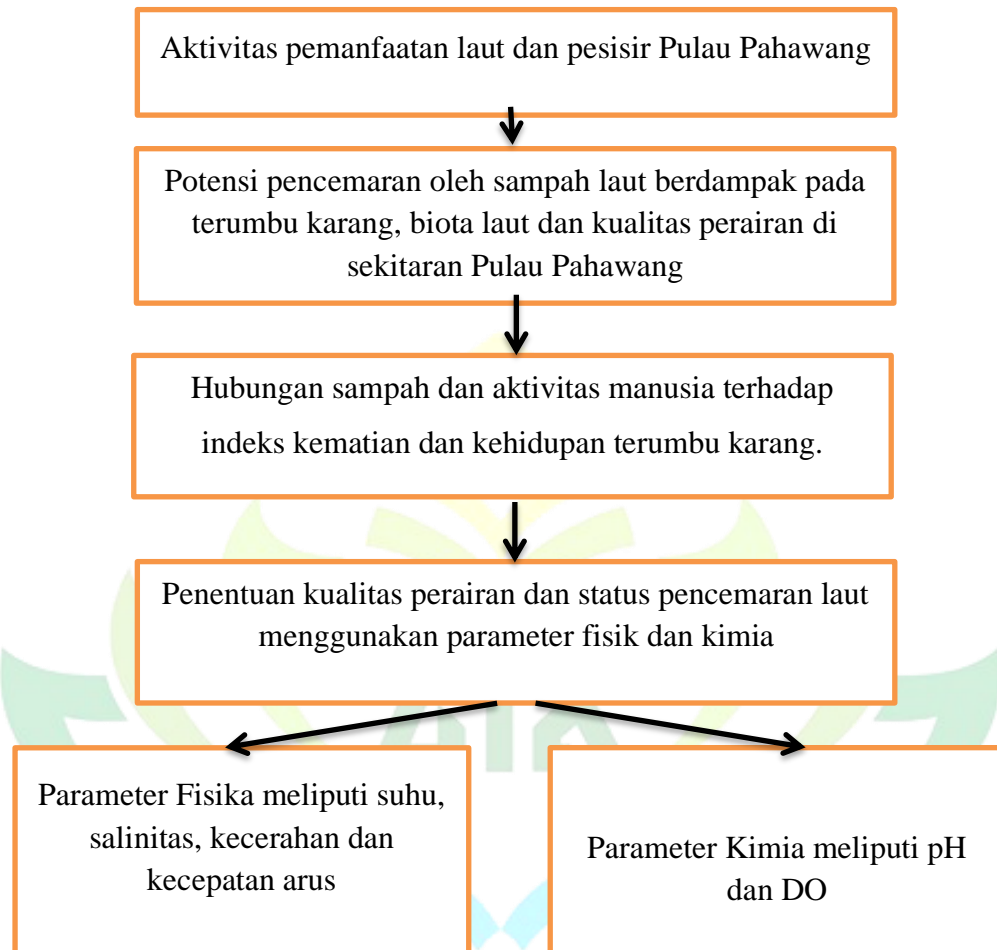 Aktivitas pemanfaatan laut dan pesisir Pulau Pahawang
Potensi pencemaran oleh sampah laut berdampak pada
terumbu karang, biota laut dan kualitas perairan di
sekitaran Pulau Pahawang
Hubungan sampah dan aktivitas manusia terhadap
indeks kematian dan kehidupan terumbu karang.
Penentuan kualitas perairan dan status pencemaran laut
menggunakan parameter fisik dan kimia
Parameter Fisika meliputi suhu,
salinitas, kecerahan dan
kecepatan arus
Parameter Kimia meliputi pH
dan DO